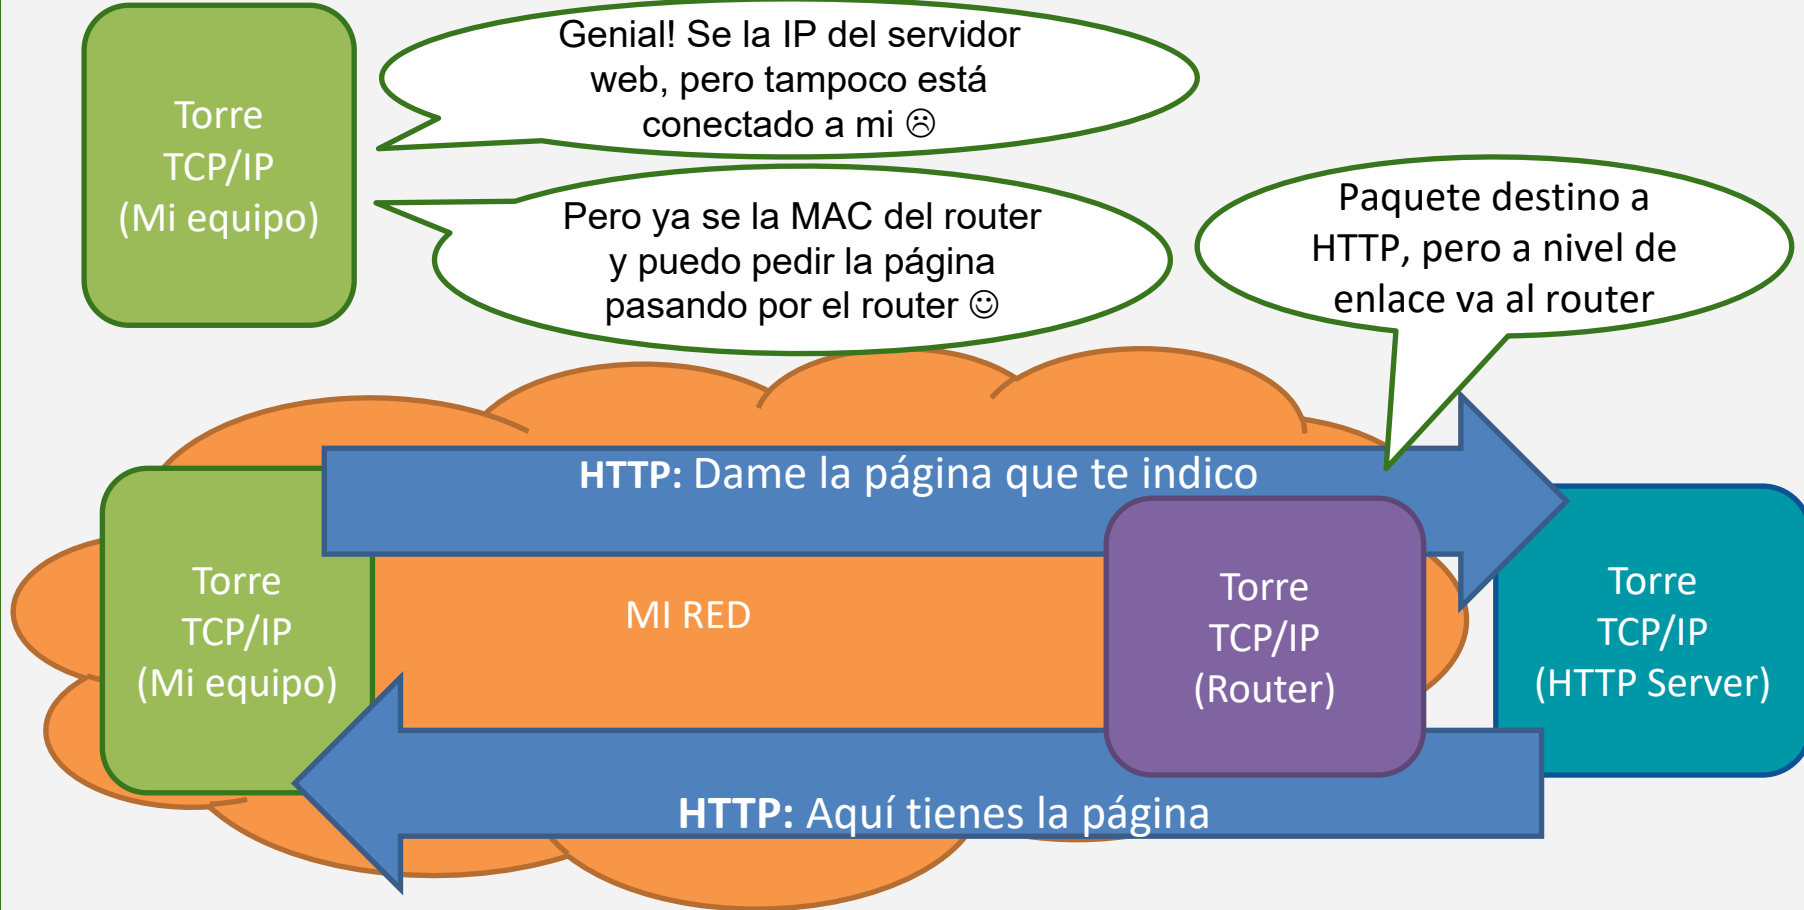 Torre
TCP/IP
(Mi equipo)
Genial! Se la IP del servidor
web, pero tampoco está
conectado a mi ☹
Pero ya se la MAC del router
y puedo pedir la página
pasando por el router ☺
Paquete destino a
HTTP, pero a nivel de
enlace va al router
HTTP: Dame la página que te indico
Torre
TCP/IP
(Mi equipo)
MI RED
Torre
TCP/IP
(Router)
Torre
TCP/IP
(HTTP Server)
HTTP: Aquí tienes la página